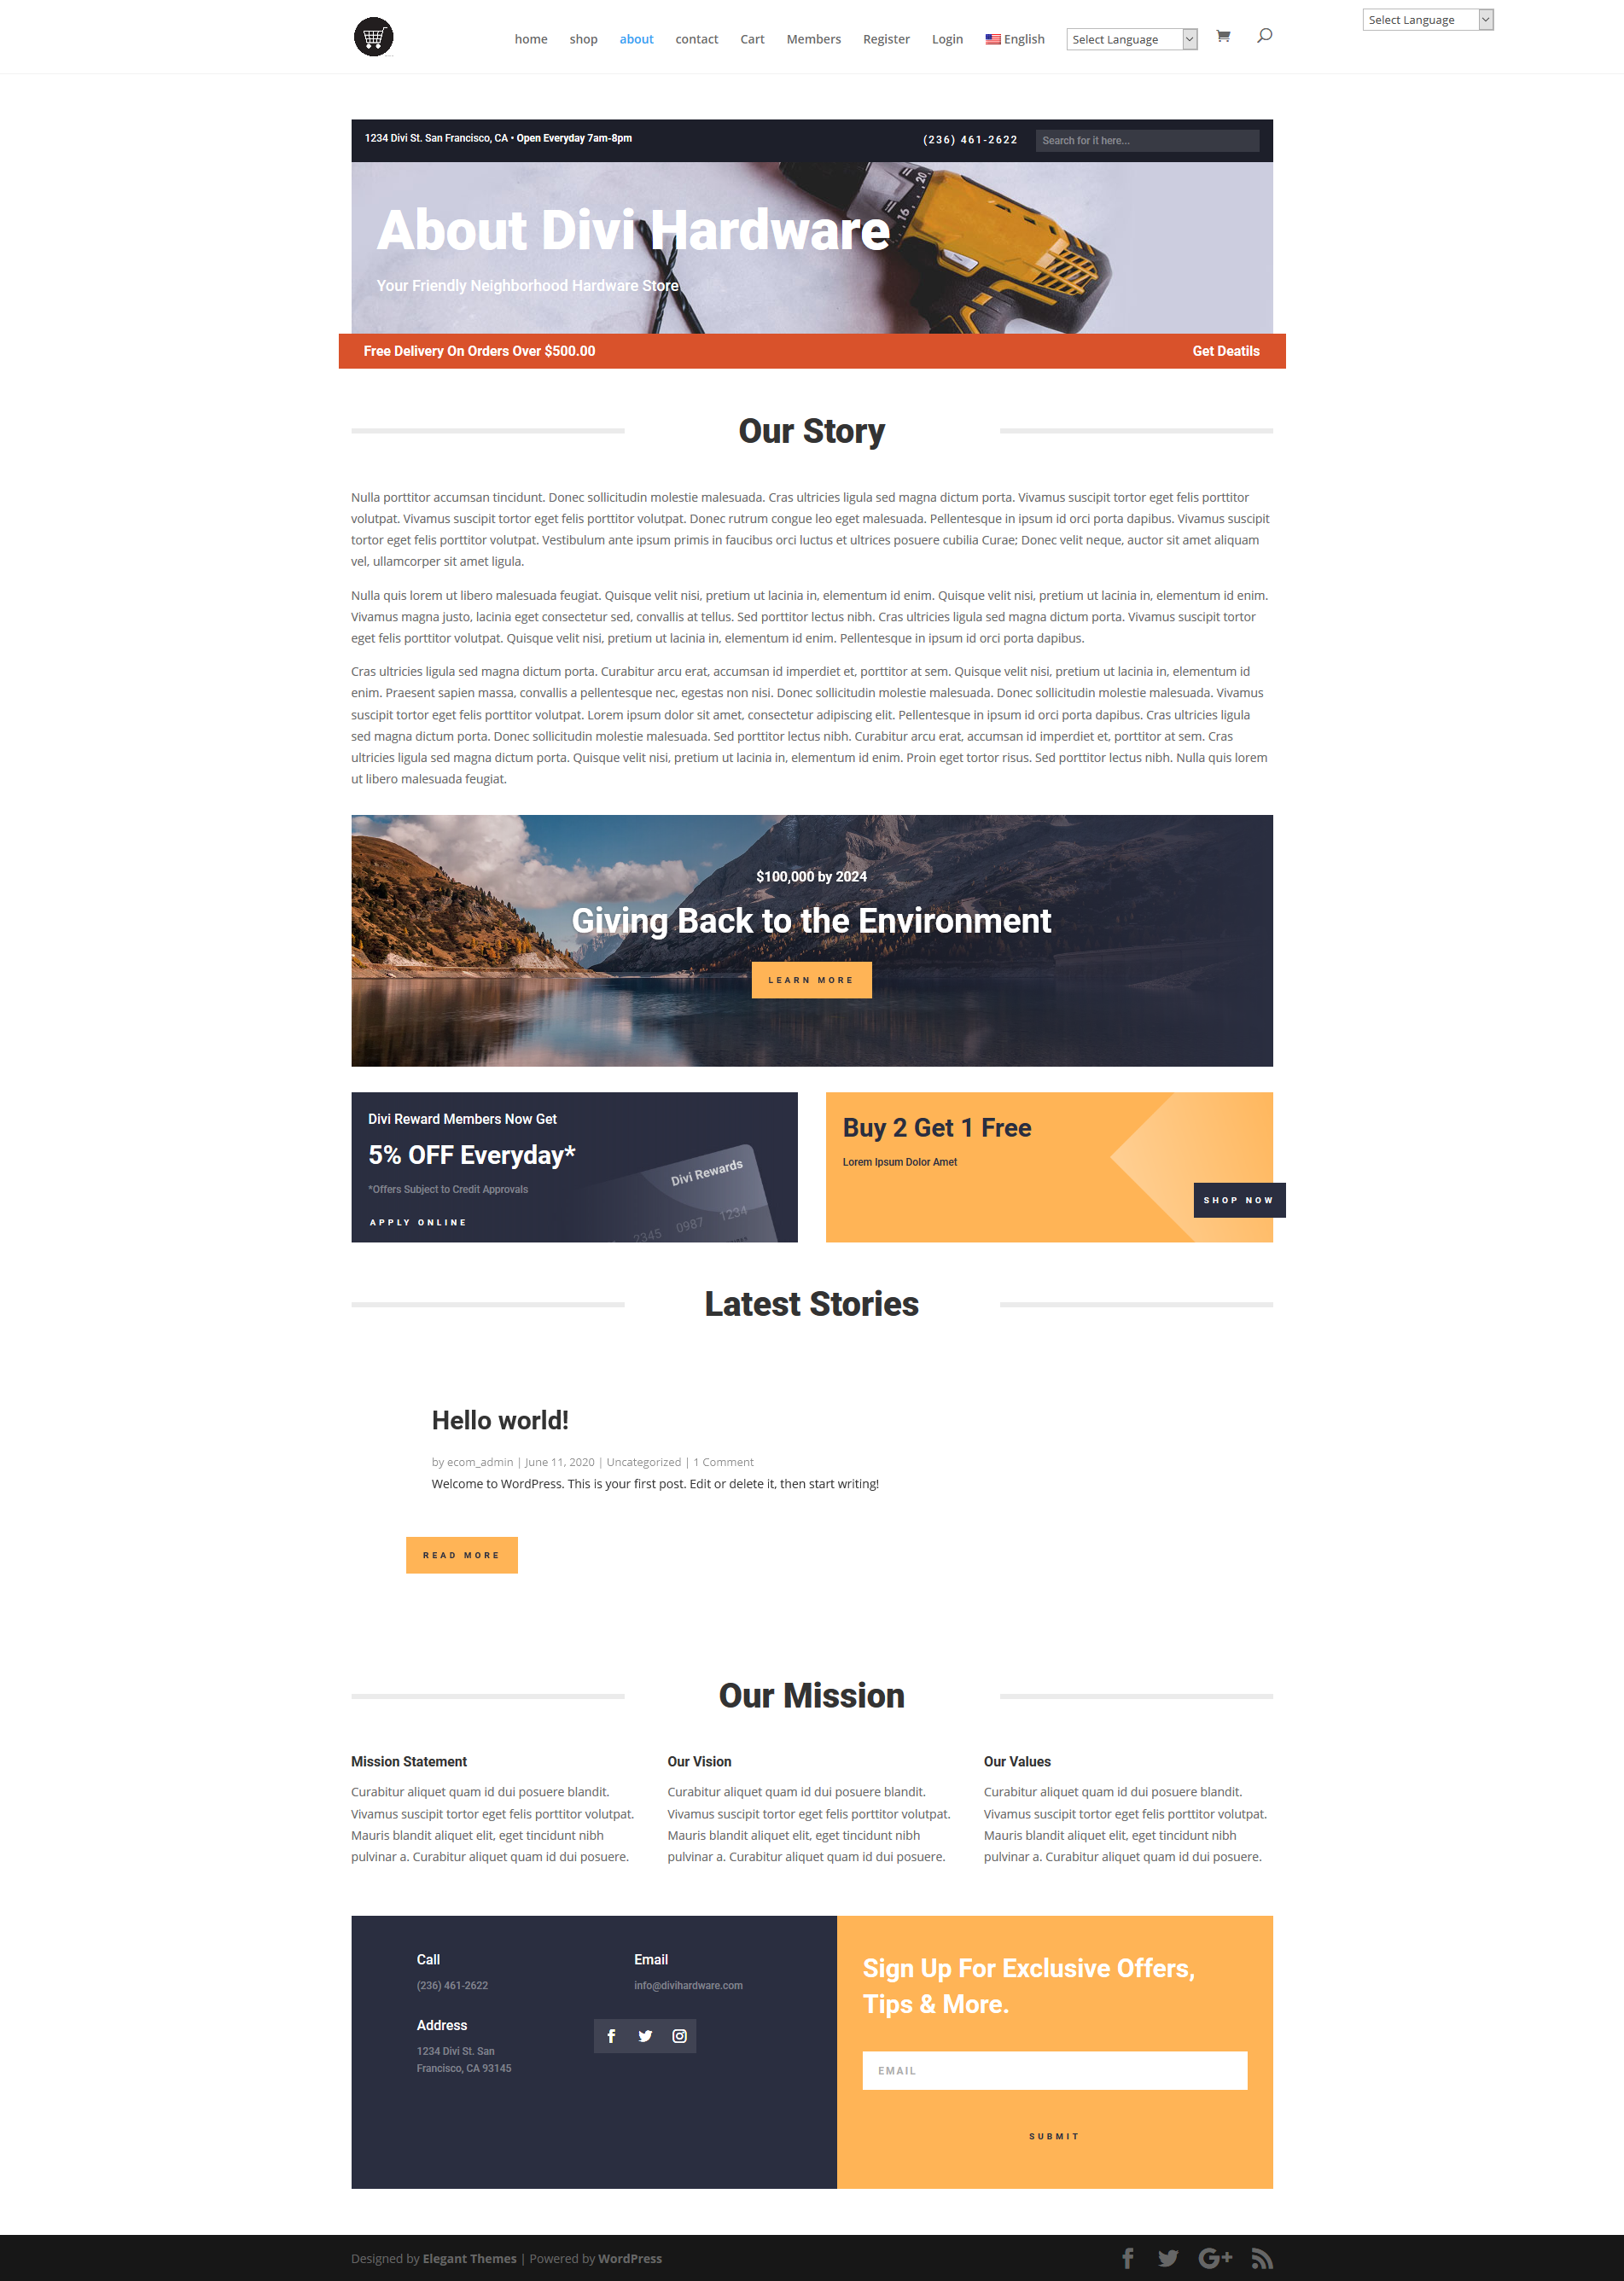 Select Language
home shop about contact Cart Members Register Login English Select Language
1234 Divi St. San Francisco, CA • Open Everyday 7am-8pm
(236) 461-2622
Search for it here...
20
16
About Divi Hardware
Your Friendly Neighborhood Hardware Store
Free Delivery On Orders Over $500.00
Get Deatils
Our Story
Nulla porttitor accumsan tincidunt. Donec sollicitudin molestie malesuada. Cras ultricies ligula sed magna dictum porta. Vivamus suscipit tortor eget felis porttitor
volutpat. Vivamus suscipit tortor eget felis porttitor volutpat. Donec rutrum congue leo eget malesuada. Pellentesque in ipsum id orci porta dapibus. Vivamus suscipit
tortor eget felis porttitor volutpat. Vestibulum ante ipsum primis in faucibus orci luctus et ultrices posuere cubilia Curae; Donec velit neque, auctor sit amet aliquam
vel, ullamcorper sit amet ligula.
Nulla quis lorem ut libero malesuada feugiat. Quisque velit nisi, pretium ut lacinia in, elementum id enim. Quisque velit nisi, pretium ut lacinia in, elementum id enim.
Vivamus magna justo, lacinia eget consectetur sed, convallis at tellus. Sed porttitor lectus nibh. Cras ultricies ligula sed magna dictum porta. Vivamus suscipit tortor
eget felis porttitor volutpat. Quisque velit nisi, pretium ut lacinia in, elementum id enim. Pellentesque in ipsum id orci porta dapibus.
Cras ultricies ligula sed magna dictum porta. Curabitur arcu erat, accumsan id imperdiet et, porttitor at sem. Quisque velit nisi, pretium ut lacinia in, elementum id
enim. Praesent sapien massa, convallis a pellentesque nec, egestas non nisi. Donec sollicitudin molestie malesuada. Donec sollicitudin molestie malesuada. Vivamus
suscipit tortor eget felis porttitor volutpat. Lorem ipsum dolor sit amet, consectetur adipiscing elit. Pellentesque in ipsum id orci porta dapibus. Cras ultricies ligula
sed magna dictum porta. Donec sollicitudin molestie malesuada. Sed porttitor lectus nibh. Curabitur arcu erat, accumsan id imperdiet et, porttitor at sem. Cras
ultricies ligula sed magna dictum porta. Quisque velit nisi, pretium ut lacinia in, elementum id enim. Proin eget tortor risus. Sed porttitor lectus nibh. Nulla quis lorem
ut libero malesuada feugiat.
$100,000 by 2024
Giving Back to the Environment
LEARN MORE
Divi Reward Members Now Get
5% OFF Everyday*
*Offers Subject to Credit Approvals
APPLY ONLINE
Divi Rewards
2345 0987 1234
Buy 2 Get 1 Free
Lorem Ipsum Dolor Amet
SHOP NOW
Latest Stories
Hello world!
by ecom_admin | June 11, 2020 | Uncategorized | 1 Comment
Welcome to WordPress. This is your first post. Edit or delete it, then start writing!
READ MORE
Our Mission
Mission Statement
Curabitur aliquet quam id dui posuere blandit.
Vivamus suscipit tortor eget felis porttitor volutpat.
Mauris blandit aliquet elit, eget tincidunt nibh
pulvinar a. Curabitur aliquet quam id dui posuere.
Our Vision
Curabitur aliquet quam id dui posuere blandit.
Vivamus suscipit tortor eget felis porttitor volutpat.
Mauris blandit aliquet elit, eget tincidunt nibh
pulvinar a. Curabitur aliquet quam id dui posuere.
Our Values
Curabitur aliquet quam id dui posuere blandit.
Vivamus suscipit tortor eget felis porttitor volutpat.
Mauris blandit aliquet elit, eget tincidunt nibh
pulvinar a. Curabitur aliquet quam id dui posuere.
Call
(236) 461-2622
Email
info@divihardware.com
Address
1234 Divi St. San
Francisco, CA 93145
Sign Up For Exclusive Offers,
Tips & More.
EMAIL
SUBMIT
Designed by Elegant Themes | Powered by WordPress